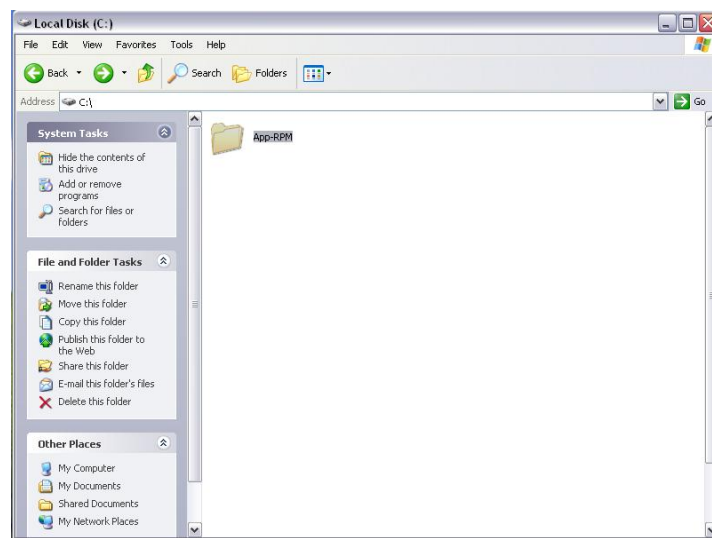 Local Disk (C:)
File Edit View Favorites Tools Help
Back Search Folders
Address C:\ Go
System Tasks
Hide the contents of
this drive
Add or remove
programs
Search for files or
folders
File and Folder Tasks
Rename this folder
Move this folder
Copy this folder
Publish this folder to
the Web
Share this folder
E-mail this folder's files
Delete this folder
Other Places
My Computer
My Documents
Shared Documents
My Network Places
App-RPM